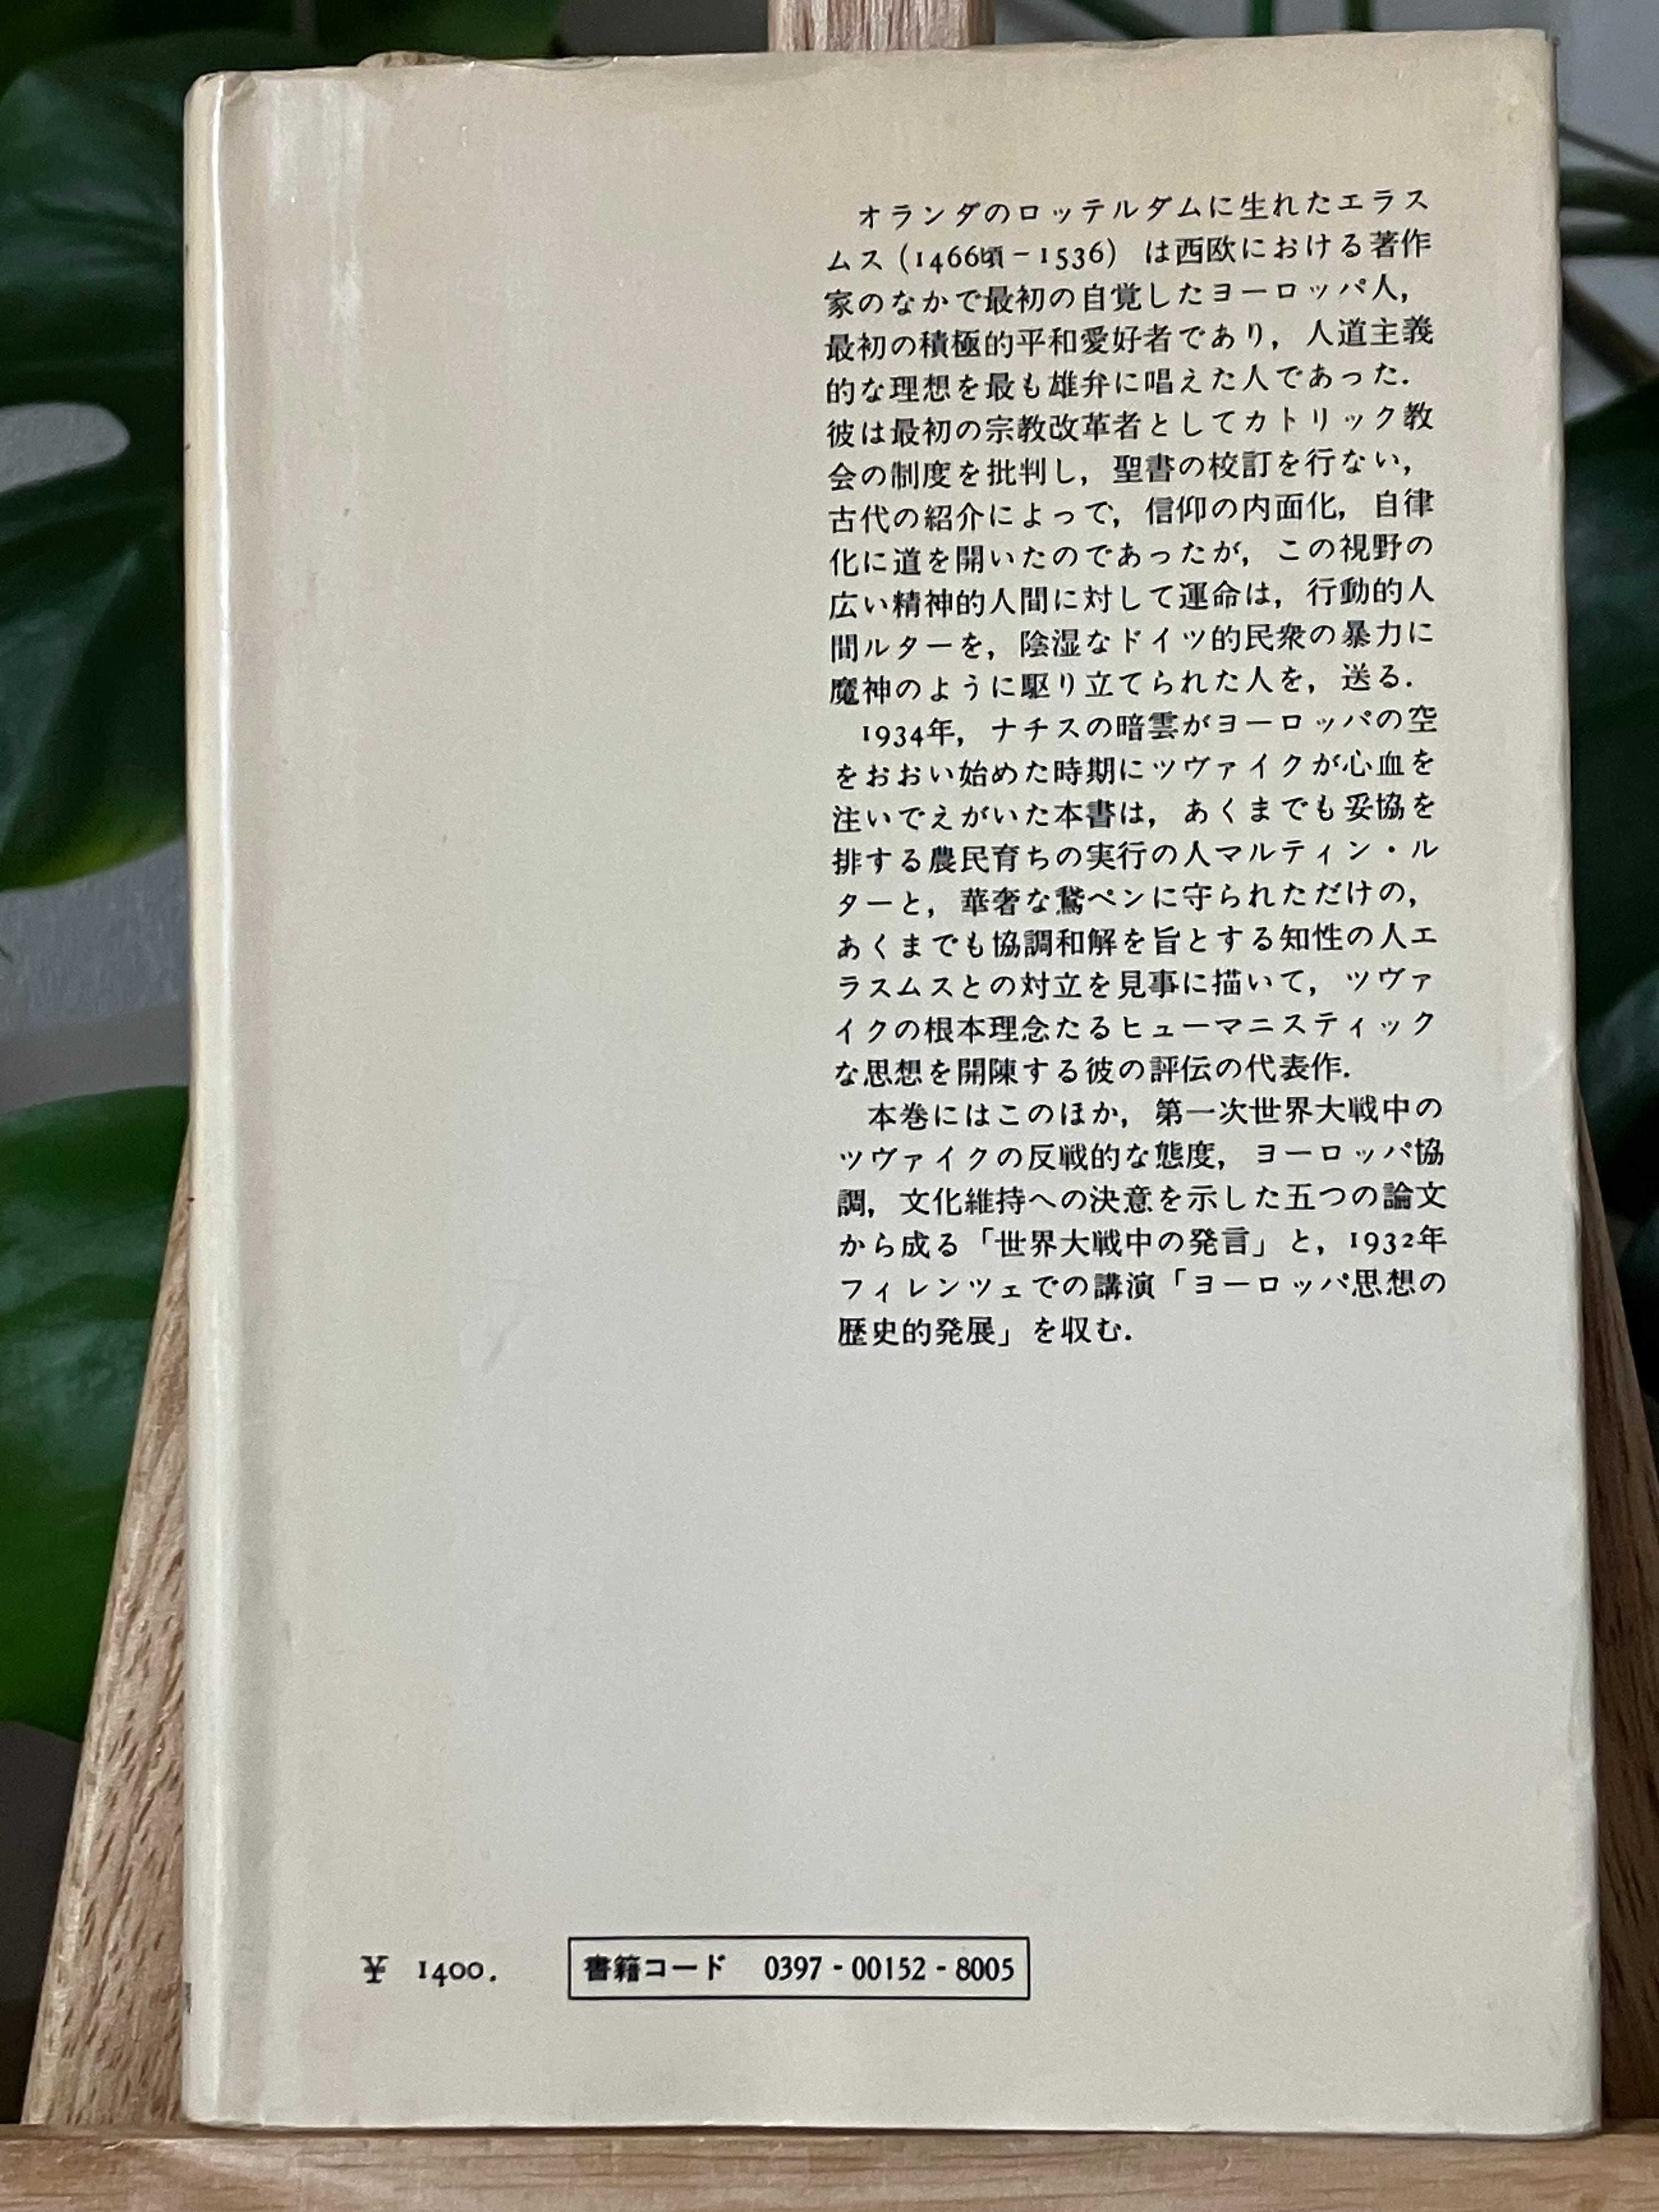 オランダのロッテルダムに生れたエラス
ムス（1466頃－1536）は西欧における著作
家のなかで最初の自覚したヨーロッパ人，
最初の積極的平和愛好者であり，人道主義
的な理想を最も雄弁に唱えた人であった．
彼は最初の宗教改革者としてカトリック教
会の制度を批判し，聖書の校訂を行ない，
古代の紹介によって，信仰の内面化，自律
化に道を開いたのであったが，この視野の
広い精神的人間に対して運命は，行動的人
間ルターを，陰湿なドイツ的民衆の暴力に
魔神のように駆り立てられた人を，送る．
1934年，ナチスの暗雲がヨーロッパの空
をおおい始めた時期にツヴァイクが心血を
注いでえがいた本書は，あくまでも妥協を
排する農民育ちの実行の人マルティン・ル
ターと，華奢な鵞ペンに守られただけの，
あくまでも協調和解を旨とする知性の人エ
ラスムスとの対立を見事に描いて，ツヴァ
イクの根本理念たるヒューマニスティック
な思想を開陳する彼の評伝の代表作．
本巻にはこのほか，第一次世界大戦中の
ツヴァイクの反戦的な態度，ヨーロッパ協
調，文化維持への決意を示した五つの論文
から成る「世界大戦中の発言」と，1932年
フィレンツェでの講演「ヨーロッパ思想の
歴史的発展」を収む．
¥ 1400.
書籍コード 0397-00152-8005